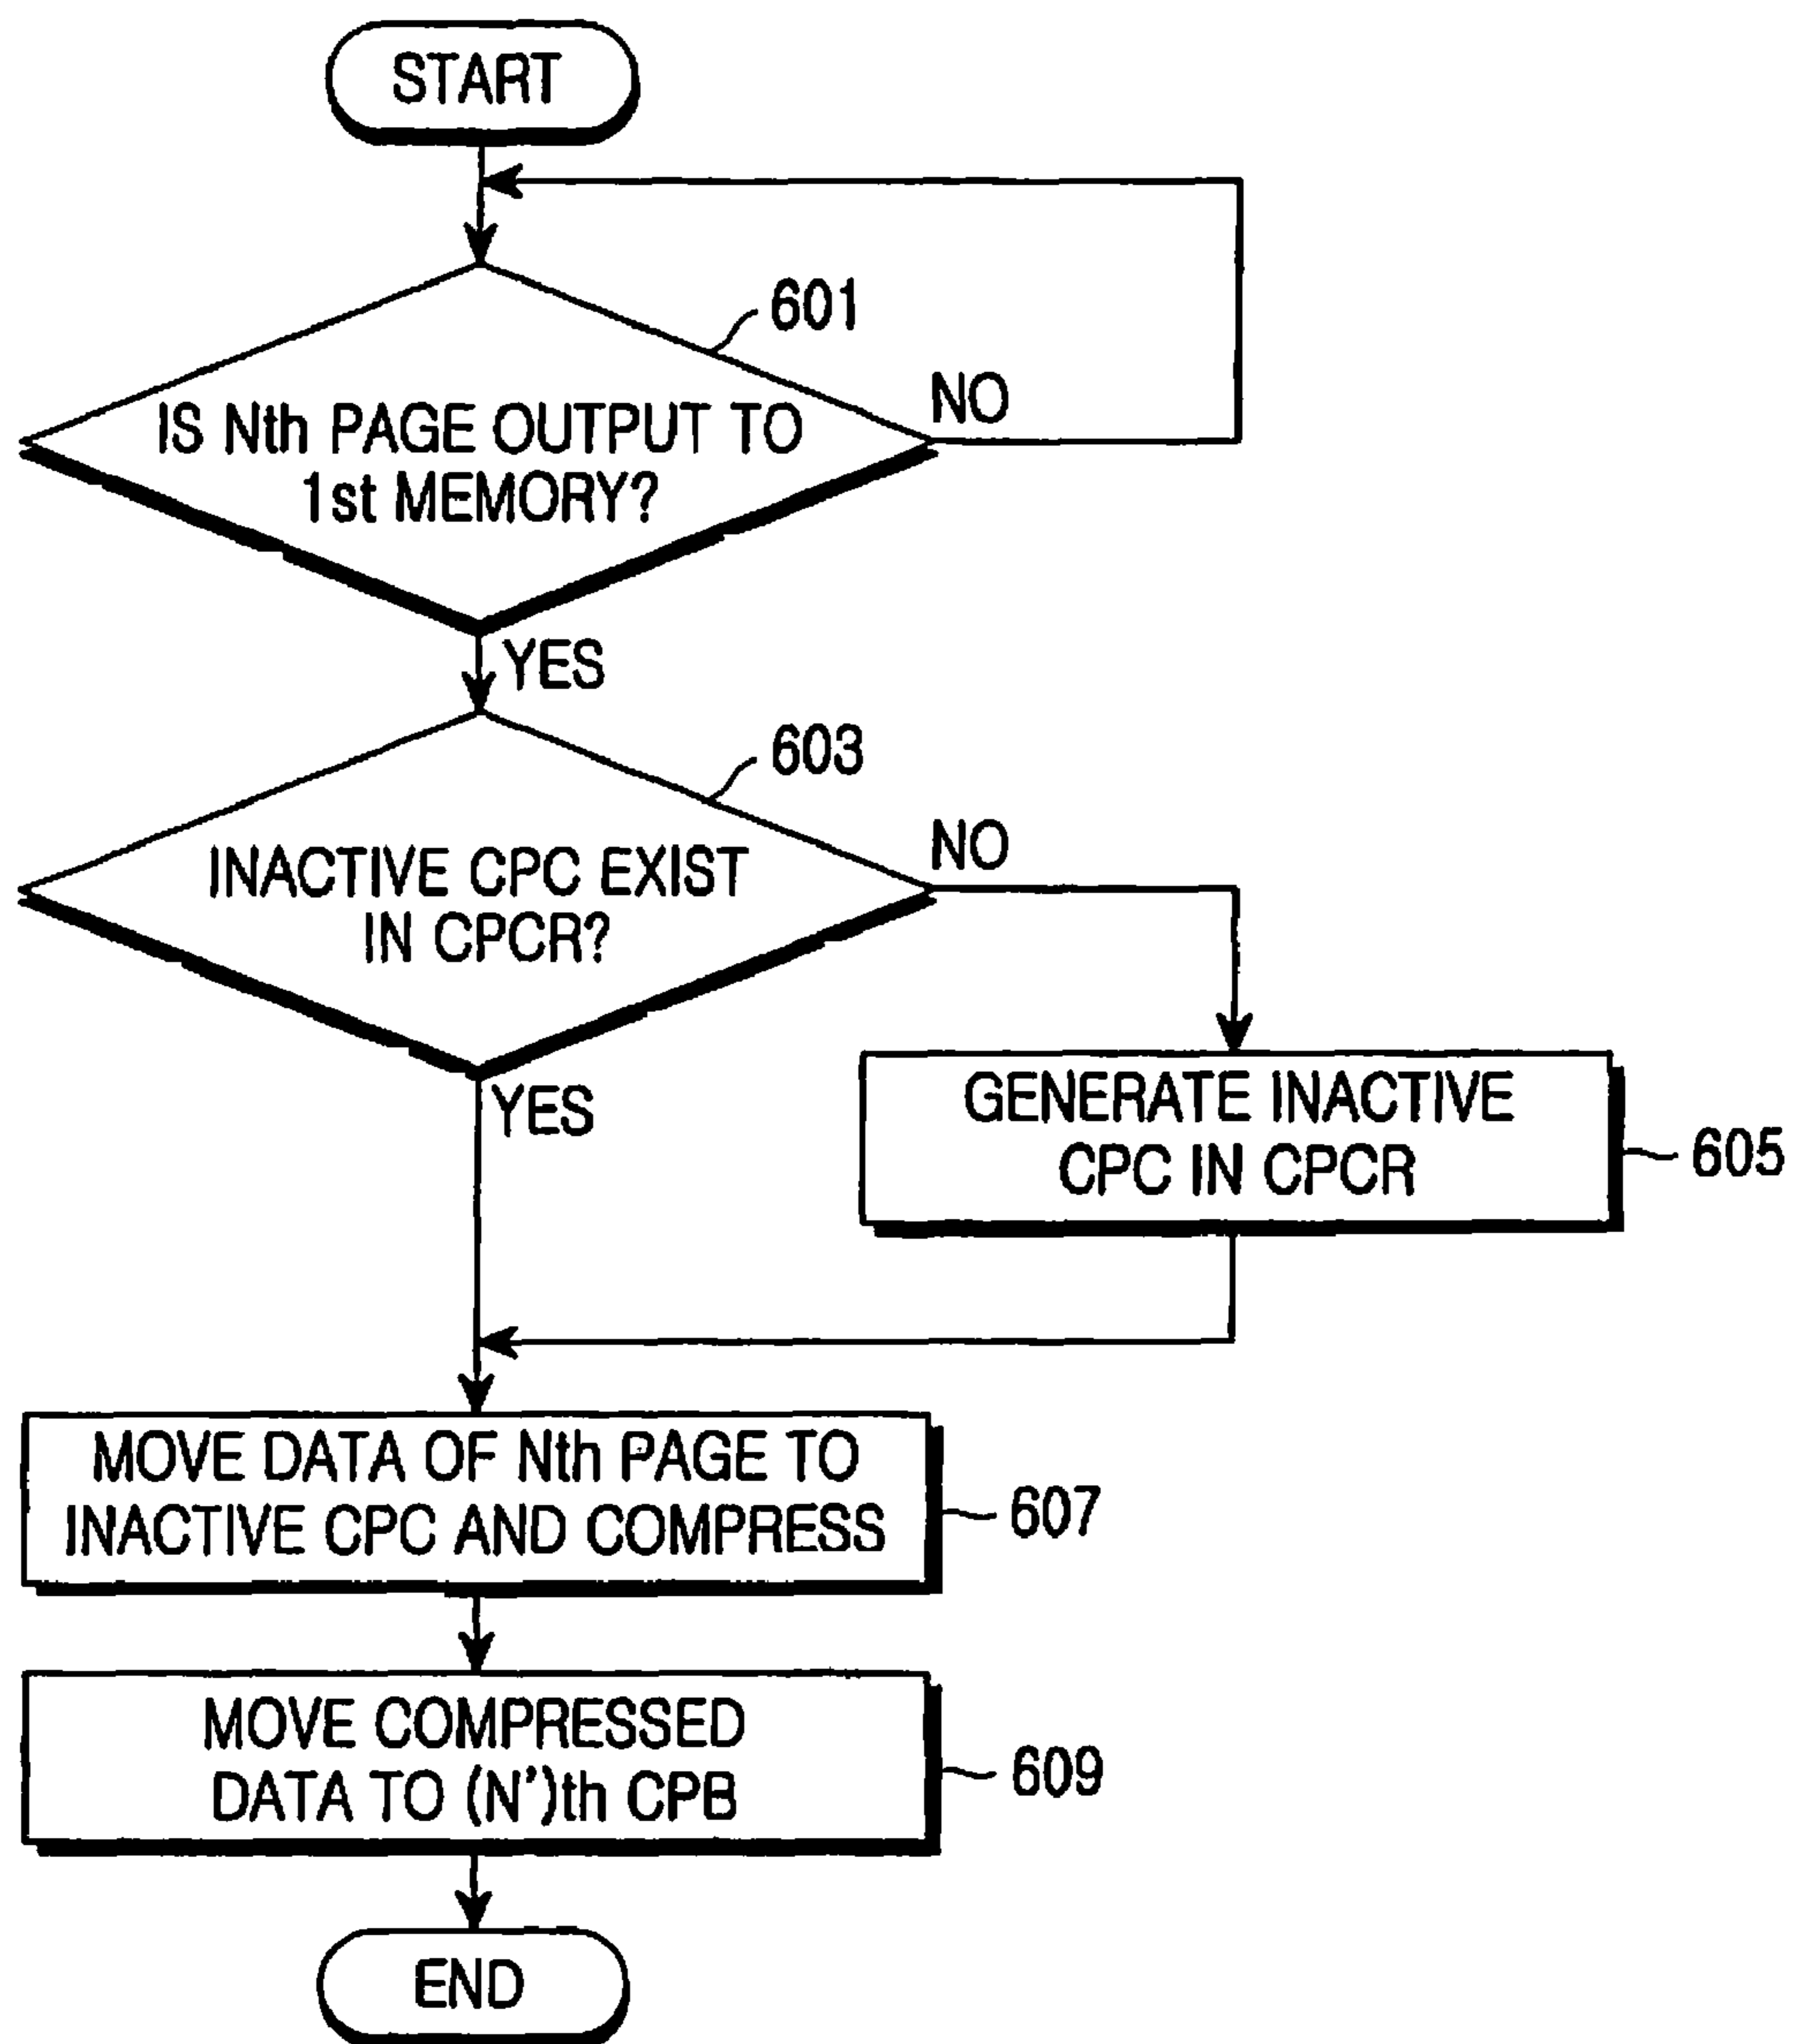 START
601
IS Nth PAGE OUTPUT TO
1st MEMORY?
NO
YES
603
INACTIVE CPC EXIST
IN CPCR?
NO
YES
GENERATE INACTIVE
CPC IN CPCR
605
MOVE DATA OF Nth PAGE TO
INACTIVE CPC AND COMPRESS
607
MOVE COMPRESSED
DATA TO (N')th CPB
609
END